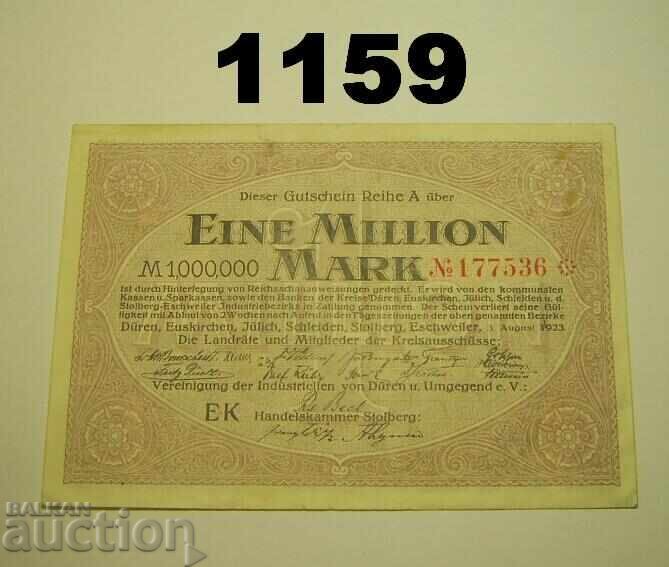 1159
Dieser Gutschein Reihe A über
EINE MILLION
M 1,000,000 MARK № 177536
Ist durch Hinterlegung von Reichsschatzanweisungen gedeckt. Er wird von den kommunalen
Kassen u. Sparkassen, sowie den Banken der Kreise Düren, Euskirchen, Jülich, Schleiden u. d.
Stolberg-Eschweiler Industriebezirks in Zahlung genommen. Der Schein verliert seine Gül-
tigkeit mit Ablauf von 2 Wochen nach Aufruf in den Tageszeitungen der oben genannten Bezirke
Düren, Euskirchen, Jülich, Schleiden, Stolberg, Eschweiler, August 1923
Die Landräte und Mitglieder der Kreisausschüsse:
Vereinigung der Industriellen von Düren u. Umgegend e. V.:
EK Handelskammer Stolberg:
BALKAN
auction